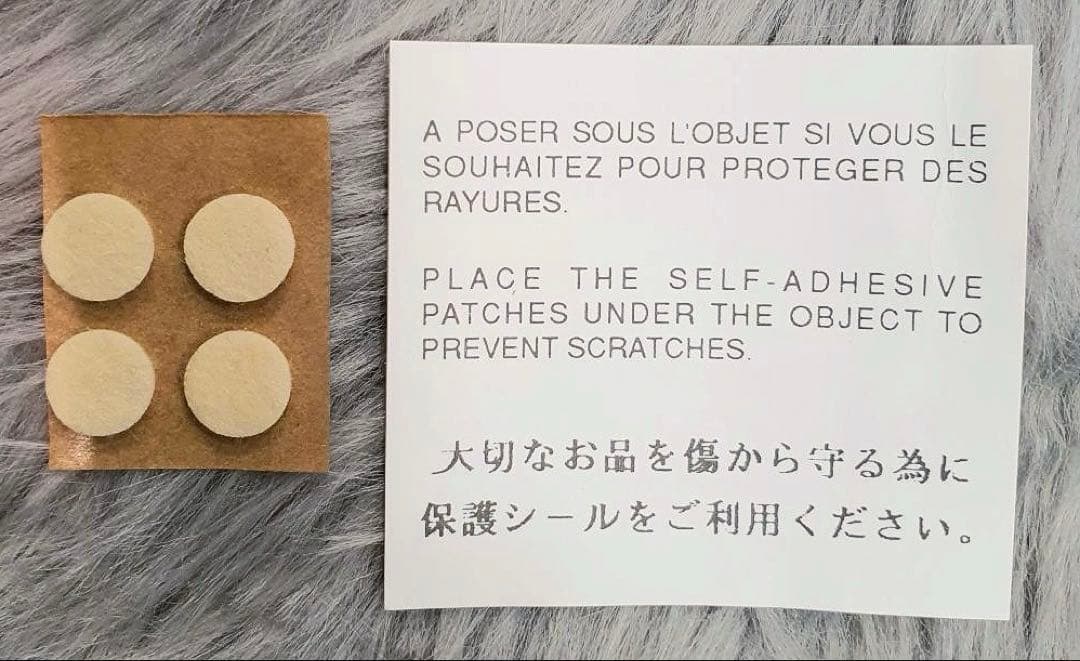 A POSER SOUS L'OBJET SI VOUS LE
SOUHAITEZ POUR PROTEGER DES
RAYURES.
PLACE THE SELF-ADHESIVE
PATCHES UNDER THE OBJECT TO
PREVENT SCRATCHES.
大切なお品を傷から守る為に
保護シールをご利用ください。